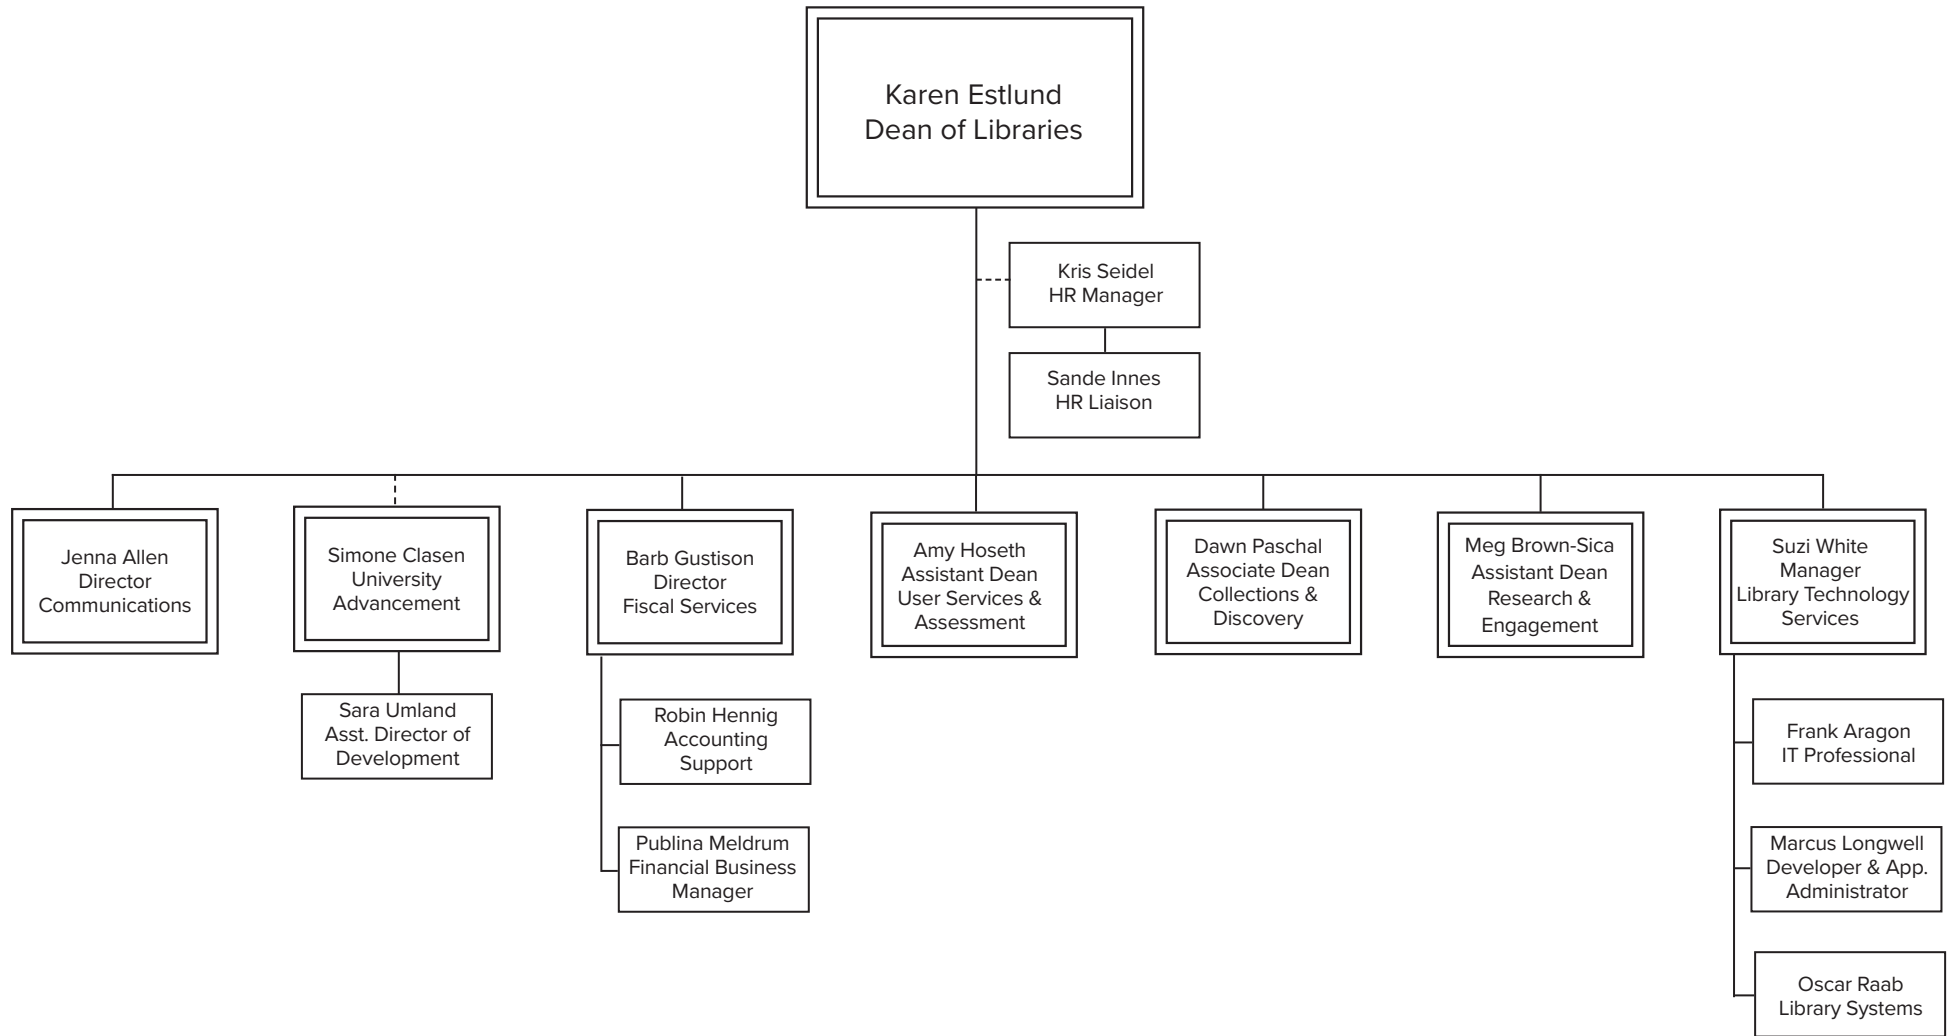 Karen Estlund
Dean of Libraries
Kris Seidel
HR Manager
Sande Innes
HR Liaison
Jenna Allen
Director
Communications
Simone Clasen
University
Advancement
Barb Gustison
Director
Fiscal Services
Amy Hoseth
Assistant Dean
User Services &
Assessment
Dawn Paschal
Associate Dean
Collections &
Discovery
Meg Brown-Sica
Assistant Dean
Research &
Engagement
Suzi White
Manager
Library Technology
Services
Sara Umland
Asst. Director of
Development
Robin Hennig
Accounting
Support
Publina Meldrum
Financial Business
Manager
Frank Aragon
IT Professional
Marcus Longwell
Developer & App.
Administrator
Oscar Raab
Library Systems